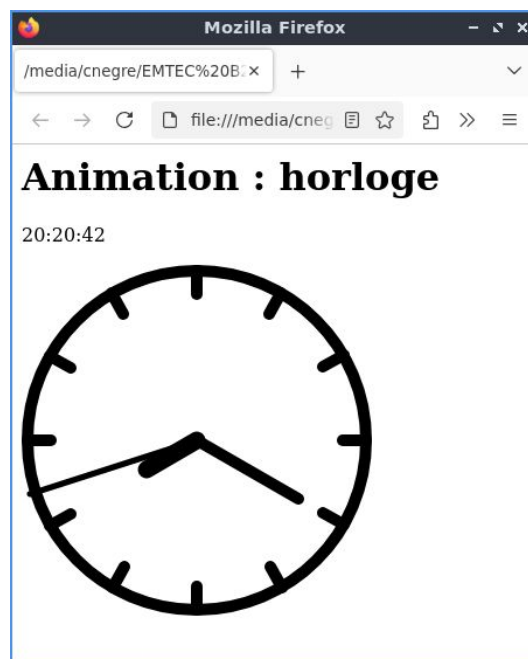 Mozilla Firefox
/media/cnegre/EMTEC%20B
file:///media/cneg
Animation : horloge
20:20:42